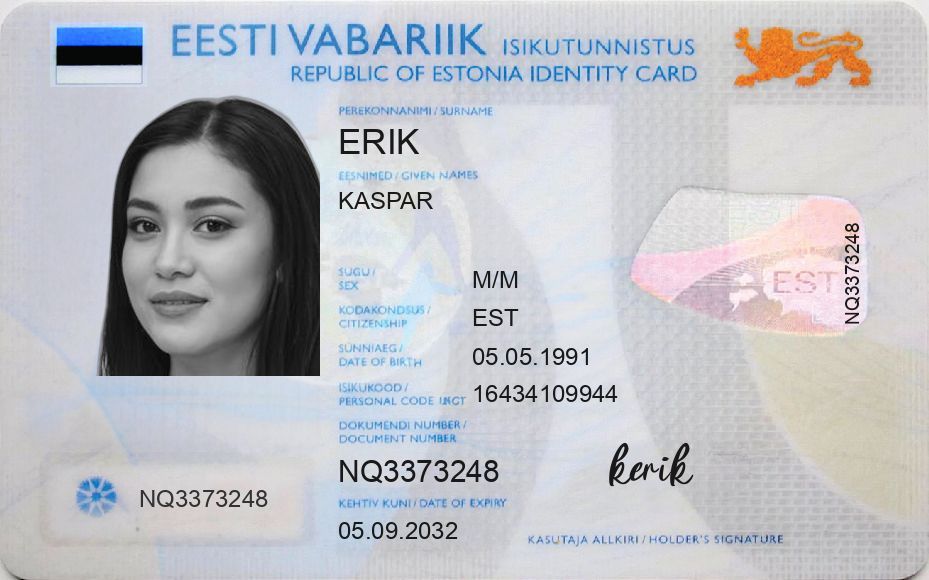 EESTI VABARIIK ISIKUTUNNISTUS
REPUBLIC OF ESTONIA IDENTITY CARD
PEREKONNANIMI / SURNAME
ERIK
EESNIMED / GIVEN NAMES
KASPAR
SUGU /
SEX
M/M
KODAKONDSUS /
CITIZENSHIP
EST
SÜNNIAEG /
DATE OF BIRTH
05.05.1991
ISIKUKOOD /
PERSONAL CODE
16434109944
DOKUMENDI NUMBER /
DOCUMENT NUMBER
NQ3373248
KEHTIV KUNI / DATE OF EXPIRY
05.09.2032
NQ3373248
EST
NQ3373248
kerik
KASUTAJA ALLKIRI / HOLDER'S SIGNATURE